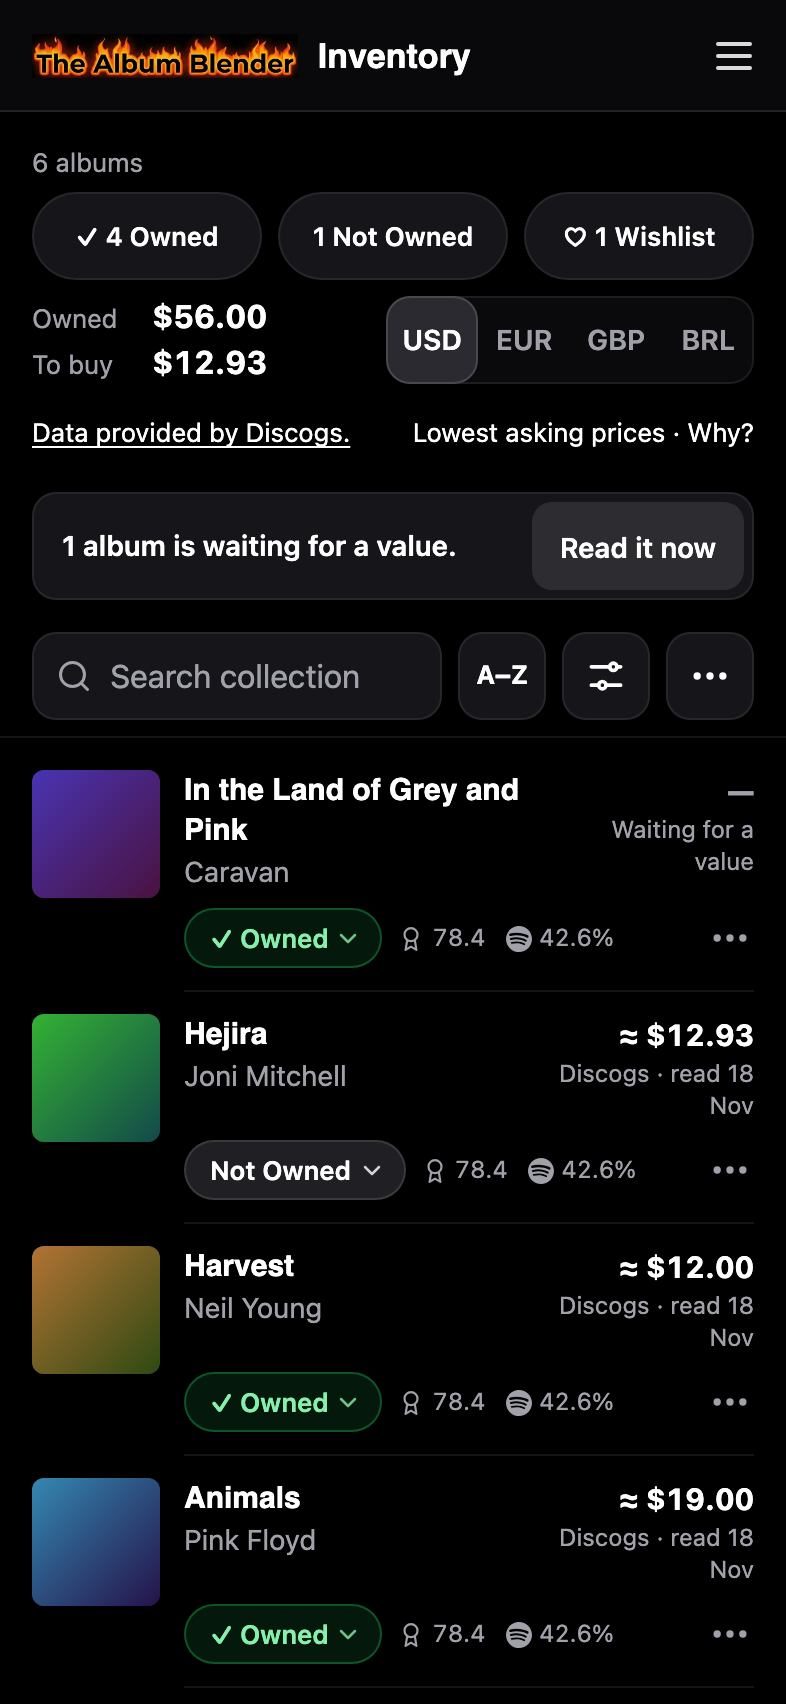 The Album Blender Inventory
6 albums
✓ 4 Owned
1 Not Owned
♡ 1 Wishlist
Owned $56.00
To buy $12.93
USD EUR GBP BRL
Data provided by Discogs.
Lowest asking prices · Why?
1 album is waiting for a value.
Read it now
Search collection
A–Z
In the Land of Grey and
Pink
Caravan
—
Waiting for a
value
✓ Owned
78.4
42.6%
Hejira
Joni Mitchell
≈ $12.93
Discogs · read 18
Nov
Not Owned
78.4
42.6%
Harvest
Neil Young
≈ $12.00
Discogs · read 18
Nov
✓ Owned
78.4
42.6%
Animals
Pink Floyd
≈ $19.00
Discogs · read 18
Nov
✓ Owned
78.4
42.6%